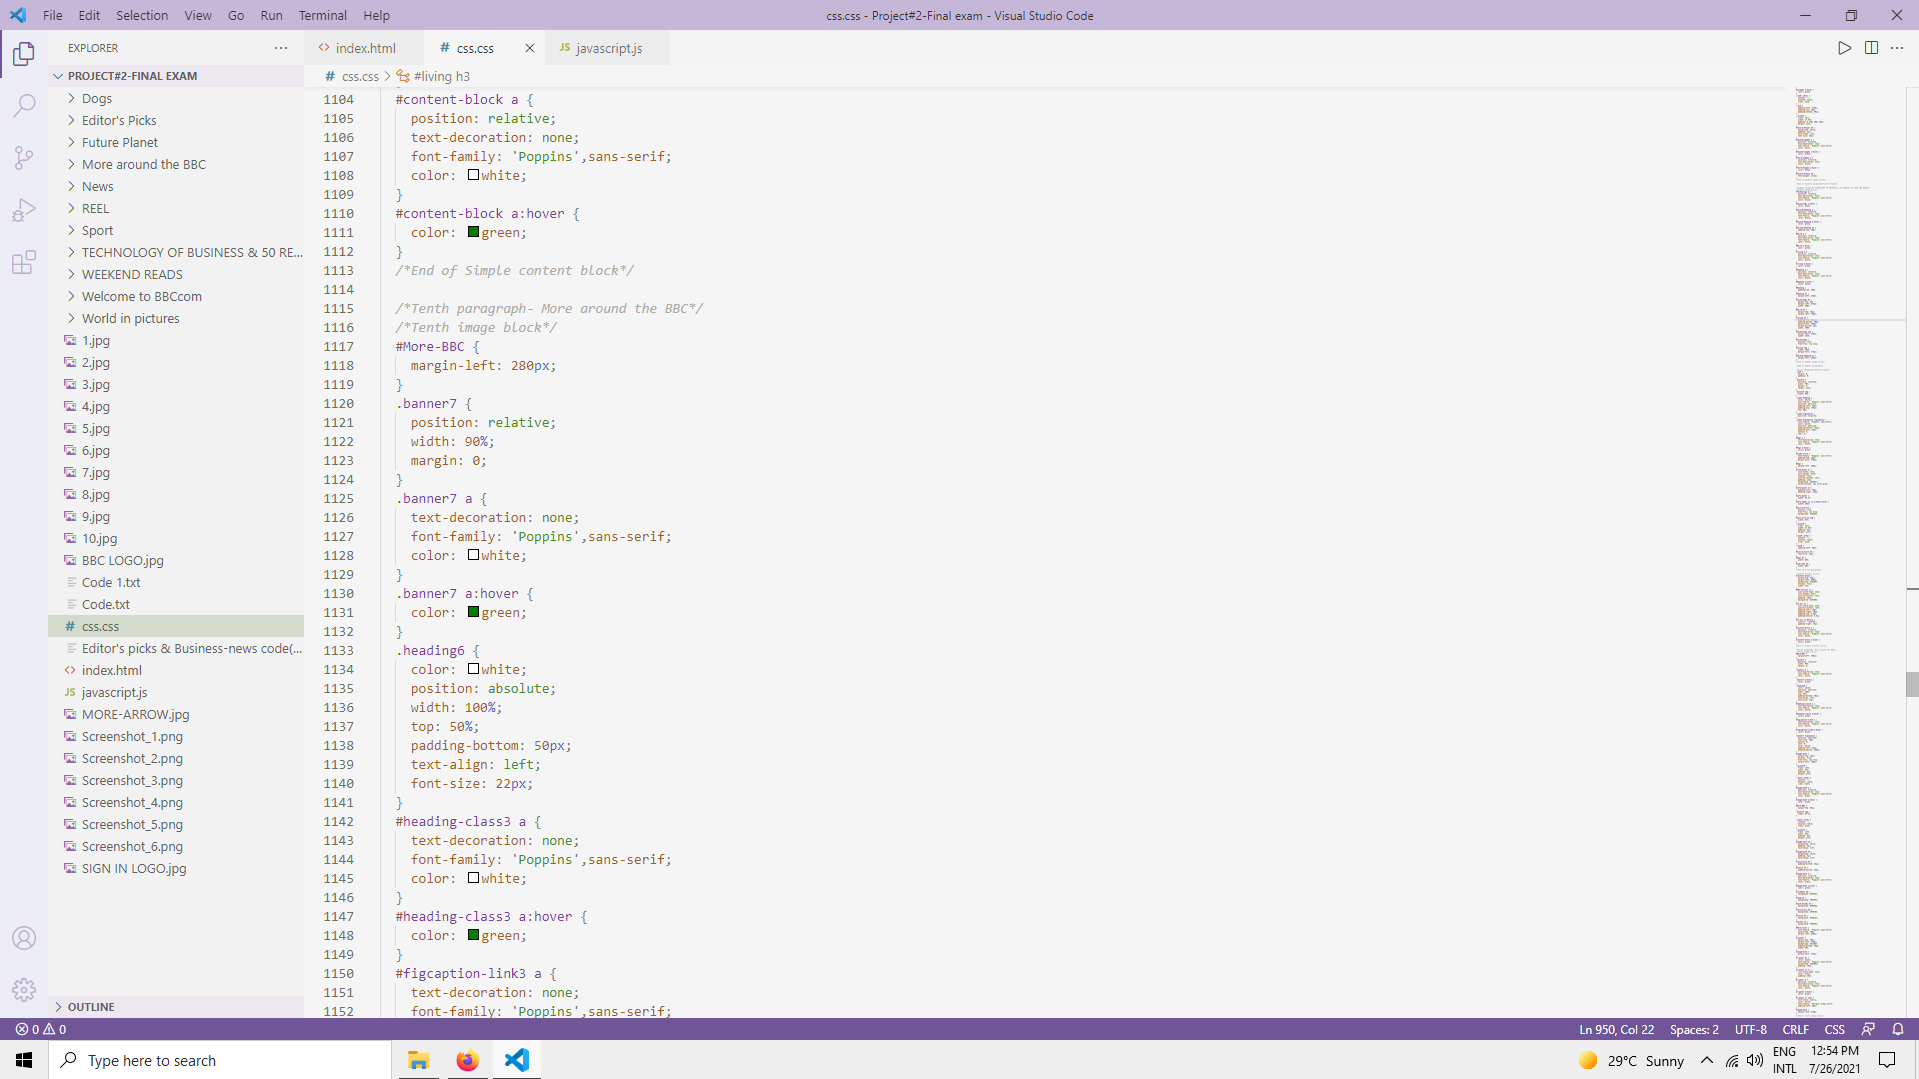 File Edit Selection View Go Run Terminal Help
css.css - Project#2-Final exam - Visual Studio Code
EXPLORER
index.html
css.css
JS javascript.js
PROJECT#2-FINAL EXAM
# css.css > #living h3
Dogs
Editor's Picks
Future Planet
More around the BBC
News
REEL
Sport
TECHNOLOGY OF BUSINESS & 50 RE...
WEEKEND READS
Welcome to BBCcom
World in pictures
1.jpg
2.jpg
3.jpg
4.jpg
5.jpg
6.jpg
7.jpg
8.jpg
9.jpg
10.jpg
BBC LOGO.jpg
Code 1.txt
Code.txt
# css.css
Editor's picks & Business-news code(...
index.html
JS javascript.js
MORE-ARROW.jpg
Screenshot_1.png
Screenshot_2.png
Screenshot_3.png
Screenshot_4.png
Screenshot_5.png
Screenshot_6.png
SIGN IN LOGO.jpg
OUTLINE
1104 #content-block a {
1105 position: relative;
1106 text-decoration: none;
1107 font-family: 'Poppins',sans-serif;
1108 color: white;
1109 }
1110 #content-block a:hover {
1111 color: green;
1112 }
1113 /*End of Simple content block*/
1114
1115 /*Tenth paragraph- More around the BBC*/
1116 /*Tenth image block*/
1117 #More-BBC {
1118 margin-left: 280px;
1119 }
1120 .banner7 {
1121 position: relative;
1122 width: 90%;
1123 margin: 0;
1124 }
1125 .banner7 a {
1126 text-decoration: none;
1127 font-family: 'Poppins',sans-serif;
1128 color: white;
1129 }
1130 .banner7 a:hover {
1131 color: green;
1132 }
1133 .heading6 {
1134 color: white;
1135 position: absolute;
1136 width: 100%;
1137 top: 50%;
1138 padding-bottom: 50px;
1139 text-align: left;
1140 font-size: 22px;
1141 }
1142 #heading-class3 a {
1143 text-decoration: none;
1144 font-family: 'Poppins',sans-serif;
1145 color: white;
1146 }
1147 #heading-class3 a:hover {
1148 color: green;
1149 }
1150 #figcaption-link3 a {
1151 text-decoration: none;
1152 font-family: 'Poppins',sans-serif;
0 0
Ln 950, Col 22 Spaces: 2 UTF-8 CRLF CSS
Type here to search
29°C Sunny
ENG
INTL
12:54 PM
7/26/2021